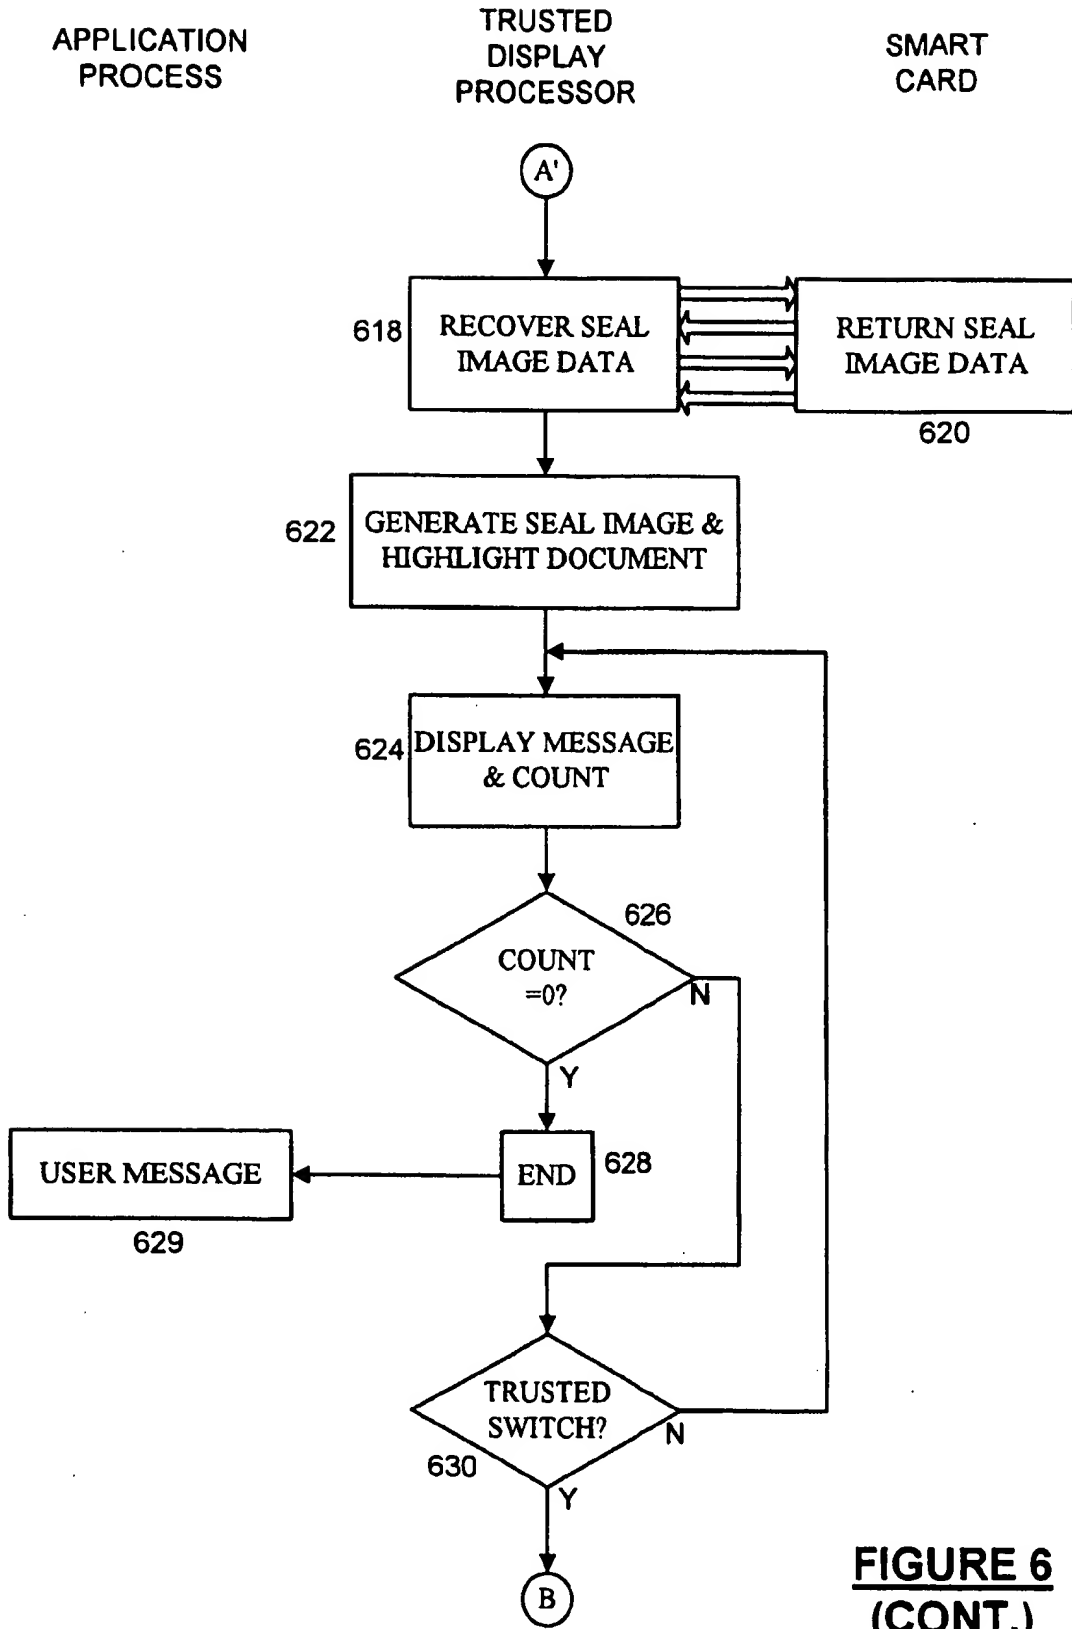 APPLICATION
PROCESS
TRUSTED
DISPLAY
PROCESSOR
SMART
CARD
A'
618
RECOVER SEAL
IMAGE DATA
RETURN SEAL
IMAGE DATA
620
622
GENERATE SEAL IMAGE &
HIGHLIGHT DOCUMENT
624
DISPLAY MESSAGE
& COUNT
626
COUNT
=0?
N
Y
USER MESSAGE
629
END
628
TRUSTED
SWITCH?
N
630
Y
B
FIGURE 6
(CONT.)